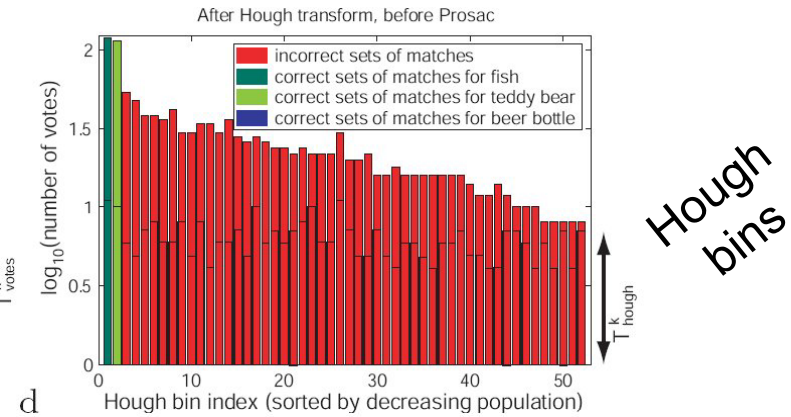 After Hough transform, before Prosac
incorrect sets of matches
correct sets of matches for fish
correct sets of matches for teddy bear
correct sets of matches for beer bottle
log10(number of votes)
2
1.5
1
0.5
0
0 10 20 30 40 50
Hough bin index (sorted by decreasing population)
votes
T k hough
Hough
bins
d